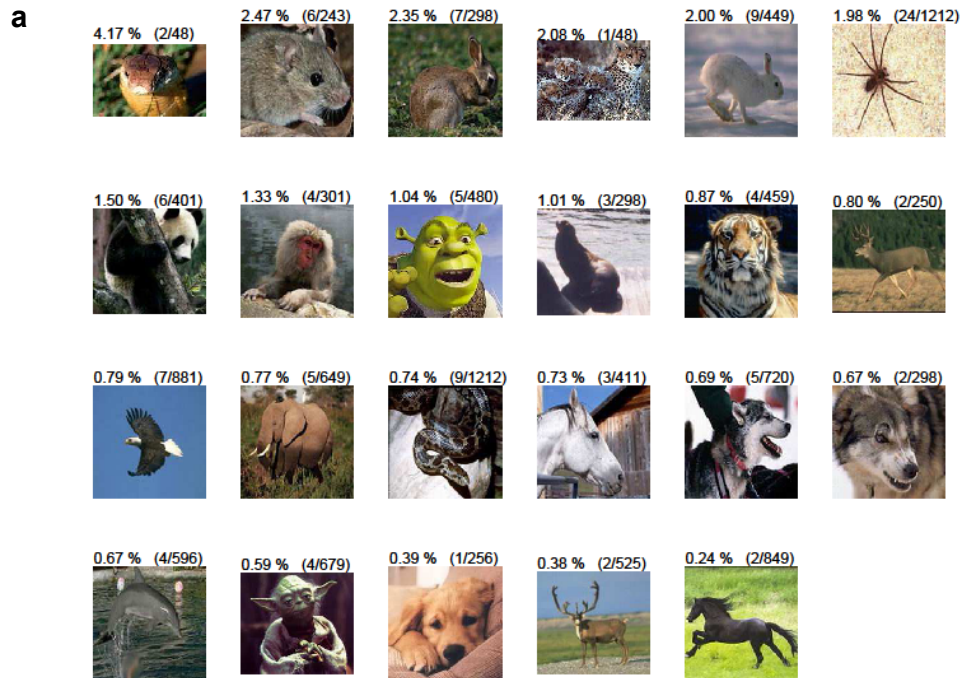 a
4.17 % (2/48) 2.47 % (6/243) 2.35 % (7/298) 2.08 % (1/48) 2.00 % (9/449) 1.98 % (24/1212)
1.50 % (6/401) 1.33 % (4/301) 1.04 % (5/480) 1.01 % (3/298) 0.87 % (4/459) 0.80 % (2/250)
0.79 % (7/881) 0.77 % (5/649) 0.74 % (9/1212) 0.73 % (3/411) 0.69 % (5/720) 0.67 % (2/298)
0.67 % (4/596) 0.59 % (4/679) 0.39 % (1/256) 0.38 % (2/525) 0.24 % (2/849)